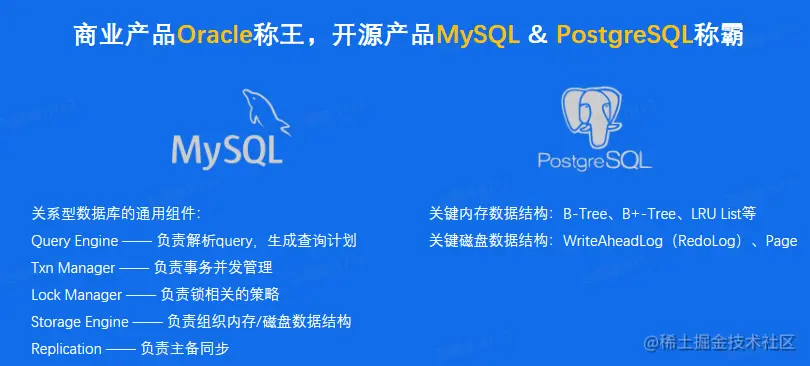 商业产品Oracle称王，开源产品MySQL & PostgreSQL称霸
MySQL
PostgreSQL
关系型数据库的通用组件：
Query Engine —— 负责解析query，生成查询计划
Txn Manager —— 负责事务并发管理
Lock Manager —— 负责锁相关的策略
Storage Engine —— 负责组织内存/磁盘数据结构
Replication —— 负责主备同步
关键内存数据结构：B-Tree、B+-Tree、LRU List等
关键磁盘数据结构：WriteAheadLog（RedoLog）、Page
@稀土掘金技术社区